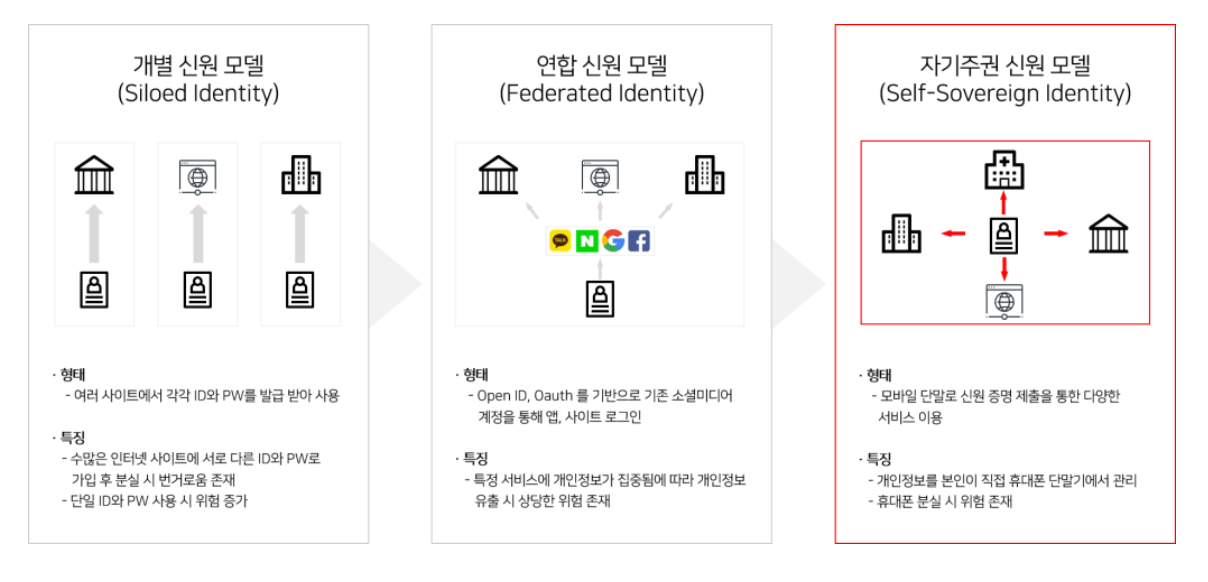 개별 신원 모델
(Siloed Identity)
· 형태
- 여러 사이트에서 각각 ID와 PW를 발급 받아 사용
· 특징
- 수많은 인터넷 사이트에 서로 다른 ID와 PW로
가입 후 분실 시 번거로움 존재
- 단일 ID와 PW 사용 시 위험 증가
연합 신원 모델
(Federated Identity)
TALK
N
G
f
· 형태
- Open ID, Oauth 를 기반으로 기존 소셜미디어
계정을 통해 앱, 사이트 로그인
· 특징
- 특정 서비스에 개인정보가 집중됨에 따라 개인정보
유출 시 상당한 위험 존재
자기주권 신원 모델
(Self-Sovereign Identity)
· 형태
- 모바일 단말로 신원 증명 제출을 통한 다양한
서비스 이용
· 특징
- 개인정보를 본인이 직접 휴대폰 단말기에서 관리
- 휴대폰 분실 시 위험 존재